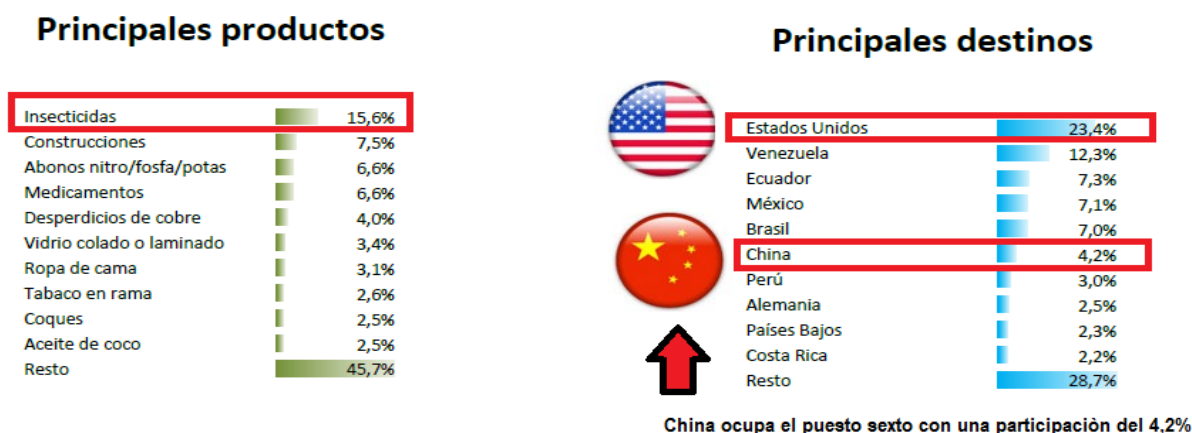 Principales productos
Insecticidas 15,6%
Construcciones 7,5%
Abonos nitro/fosfa/potas 6,6%
Medicamentos 6,6%
Desperdicios de cobre 4,0%
Vidrio colado o laminado 3,4%
Ropa de cama 3,1%
Tabaco en rama 2,6%
Coques 2,5%
Aceite de coco 2,5%
Resto 45,7%
Principales destinos
Estados Unidos 23,4%
Venezuela 12,3%
Ecuador 7,3%
México 7,1%
Brasil 7,0%
China 4,2%
Perú 3,0%
Alemania 2,5%
Países Bajos 2,3%
Costa Rica 2,2%
Resto 28,7%
China ocupa el puesto sexto con una participaciòn del 4,2%